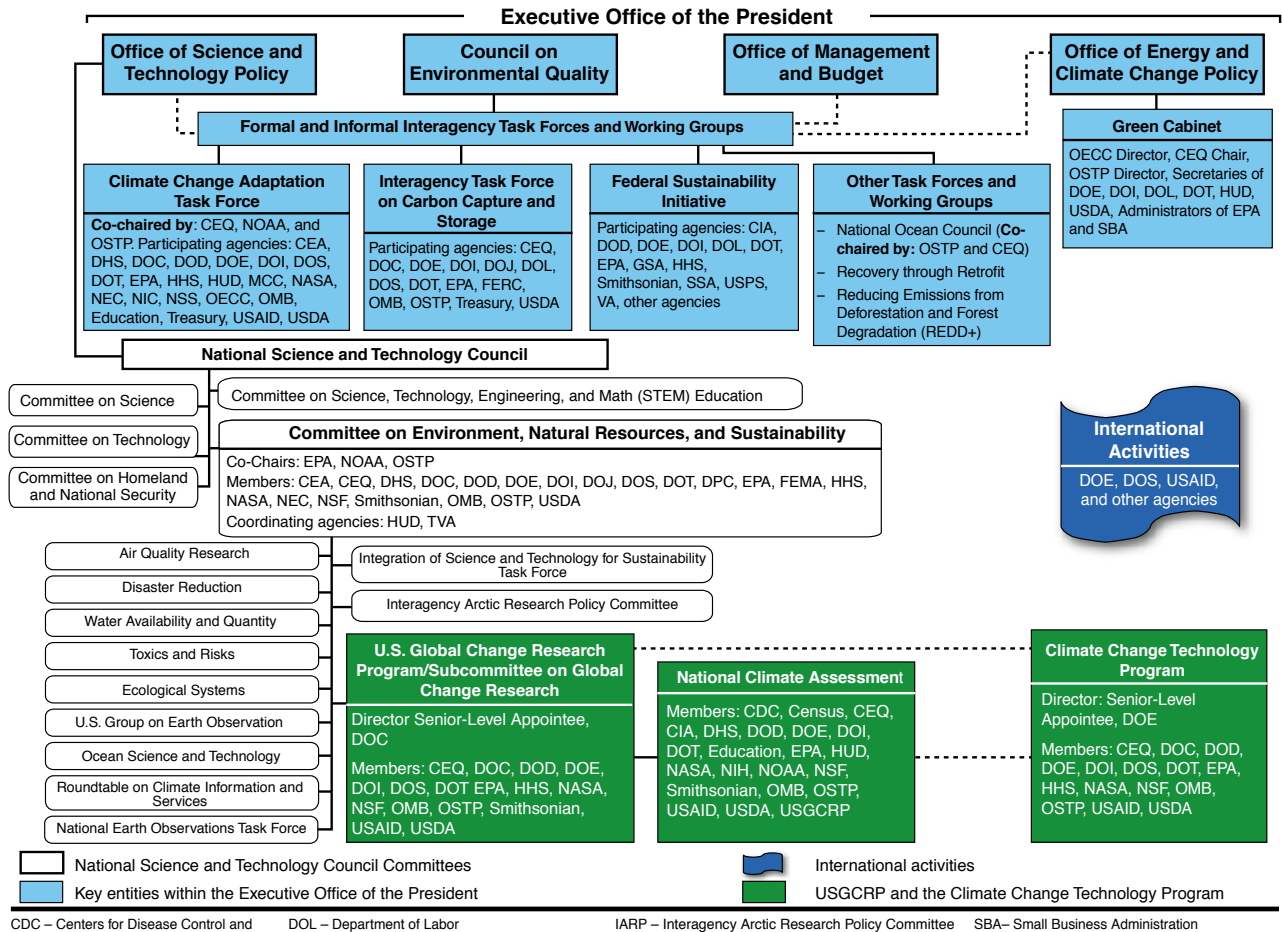 Executive Office of the President
Office of Science and
Technology Policy
Council on
Environmental Quality
Office of Management
and Budget
Office of Energy and
Climate Change Policy
Formal and Informal Interagency Task Forces and Working Groups
Green Cabinet
OECC Director, CEQ Chair,
OSTP Director, Secretaries of
DOE, DOI, DOL, DOT, HUD,
USDA, Administrators of EPA
and SBA
Climate Change Adaptation
Task Force
Co-chaired by: CEQ, NOAA, and
OSTP. Participating agencies: CEA,
DHS, DOC, DOD, DOE, DOI, DOS,
DOT, EPA, HHS, HUD, MCC, NASA,
NEC, NIC, NSS, OECC, OMB,
Education, Treasury, USAID, USDA
Interagency Task Force
on Carbon Capture and
Storage
Participating agencies: CEQ,
DOC, DOE, DOI, DOJ, DOL,
DOS, DOT, EPA, FERC,
OMB, OSTP, Treasury, USDA
Federal Sustainability
Initiative
Participating agencies: CIA,
DOD, DOE, DOI, DOL, DOT,
EPA, GSA, HHS,
Smithsonian, SSA, USPS,
VA, other agencies
Other Task Forces and
Working Groups
– National Ocean Council (Co-
chaired by: OSTP and CEQ)
– Recovery through Retrofit
– Reducing Emissions from
Deforestation and Forest
Degradation (REDD+)
National Science and Technology Council
Committee on Science
Committee on Science, Technology, Engineering, and Math (STEM) Education
Committee on Technology
Committee on Homeland
and National Security
Committee on Environment, Natural Resources, and Sustainability
Co-Chairs: EPA, NOAA, OSTP
Members: CEA, CEQ, DHS, DOC, DOD, DOE, DOI, DOJ, DOS, DOT, DPC, EPA, FEMA, HHS,
NASA, NEC, NSF, Smithsonian, OMB, OSTP, USDA
Coordinating agencies: HUD, TVA
International
Activities
DOE, DOS, USAID,
and other agencies
Air Quality Research
Disaster Reduction
Water Availability and Quantity
Toxics and Risks
Ecological Systems
U.S. Group on Earth Observation
Ocean Science and Technology
Roundtable on Climate Information and
Services
National Earth Observations Task Force
Integration of Science and Technology for Sustainability
Task Force
Interagency Arctic Research Policy Committee
U.S. Global Change Research
Program/Subcommittee on Global
Change Research
Director Senior-Level Appointee,
DOC
Members: CEQ, DOC, DOD, DOE,
DOI, DOS, DOT EPA, HHS, NASA,
NSF, OMB, OSTP, Smithsonian,
USAID, USDA
National Climate Assessment
Members: CDC, Census, CEQ,
CIA, DHS, DOD, DOE, DOI,
DOT, Education, EPA, HUD,
NASA, NIH, NOAA, NSF,
Smithsonian, OMB, OSTP,
USAID, USDA, USGCRP
Climate Change Technology
Program
Director: Senior-Level
Appointee, DOE
Members: CEQ, DOC, DOD,
DOE, DOI, DOS, DOT, EPA,
HHS, NASA, NSF, OMB,
OSTP, USAID, USDA
National Science and Technology Council Committees
International activities
Key entities within the Executive Office of the President
USGCRP and the Climate Change Technology Program
CDC – Centers for Disease Control and
DOL – Department of Labor
IARP – Interagency Arctic Research Policy Committee
SBA– Small Business Administration